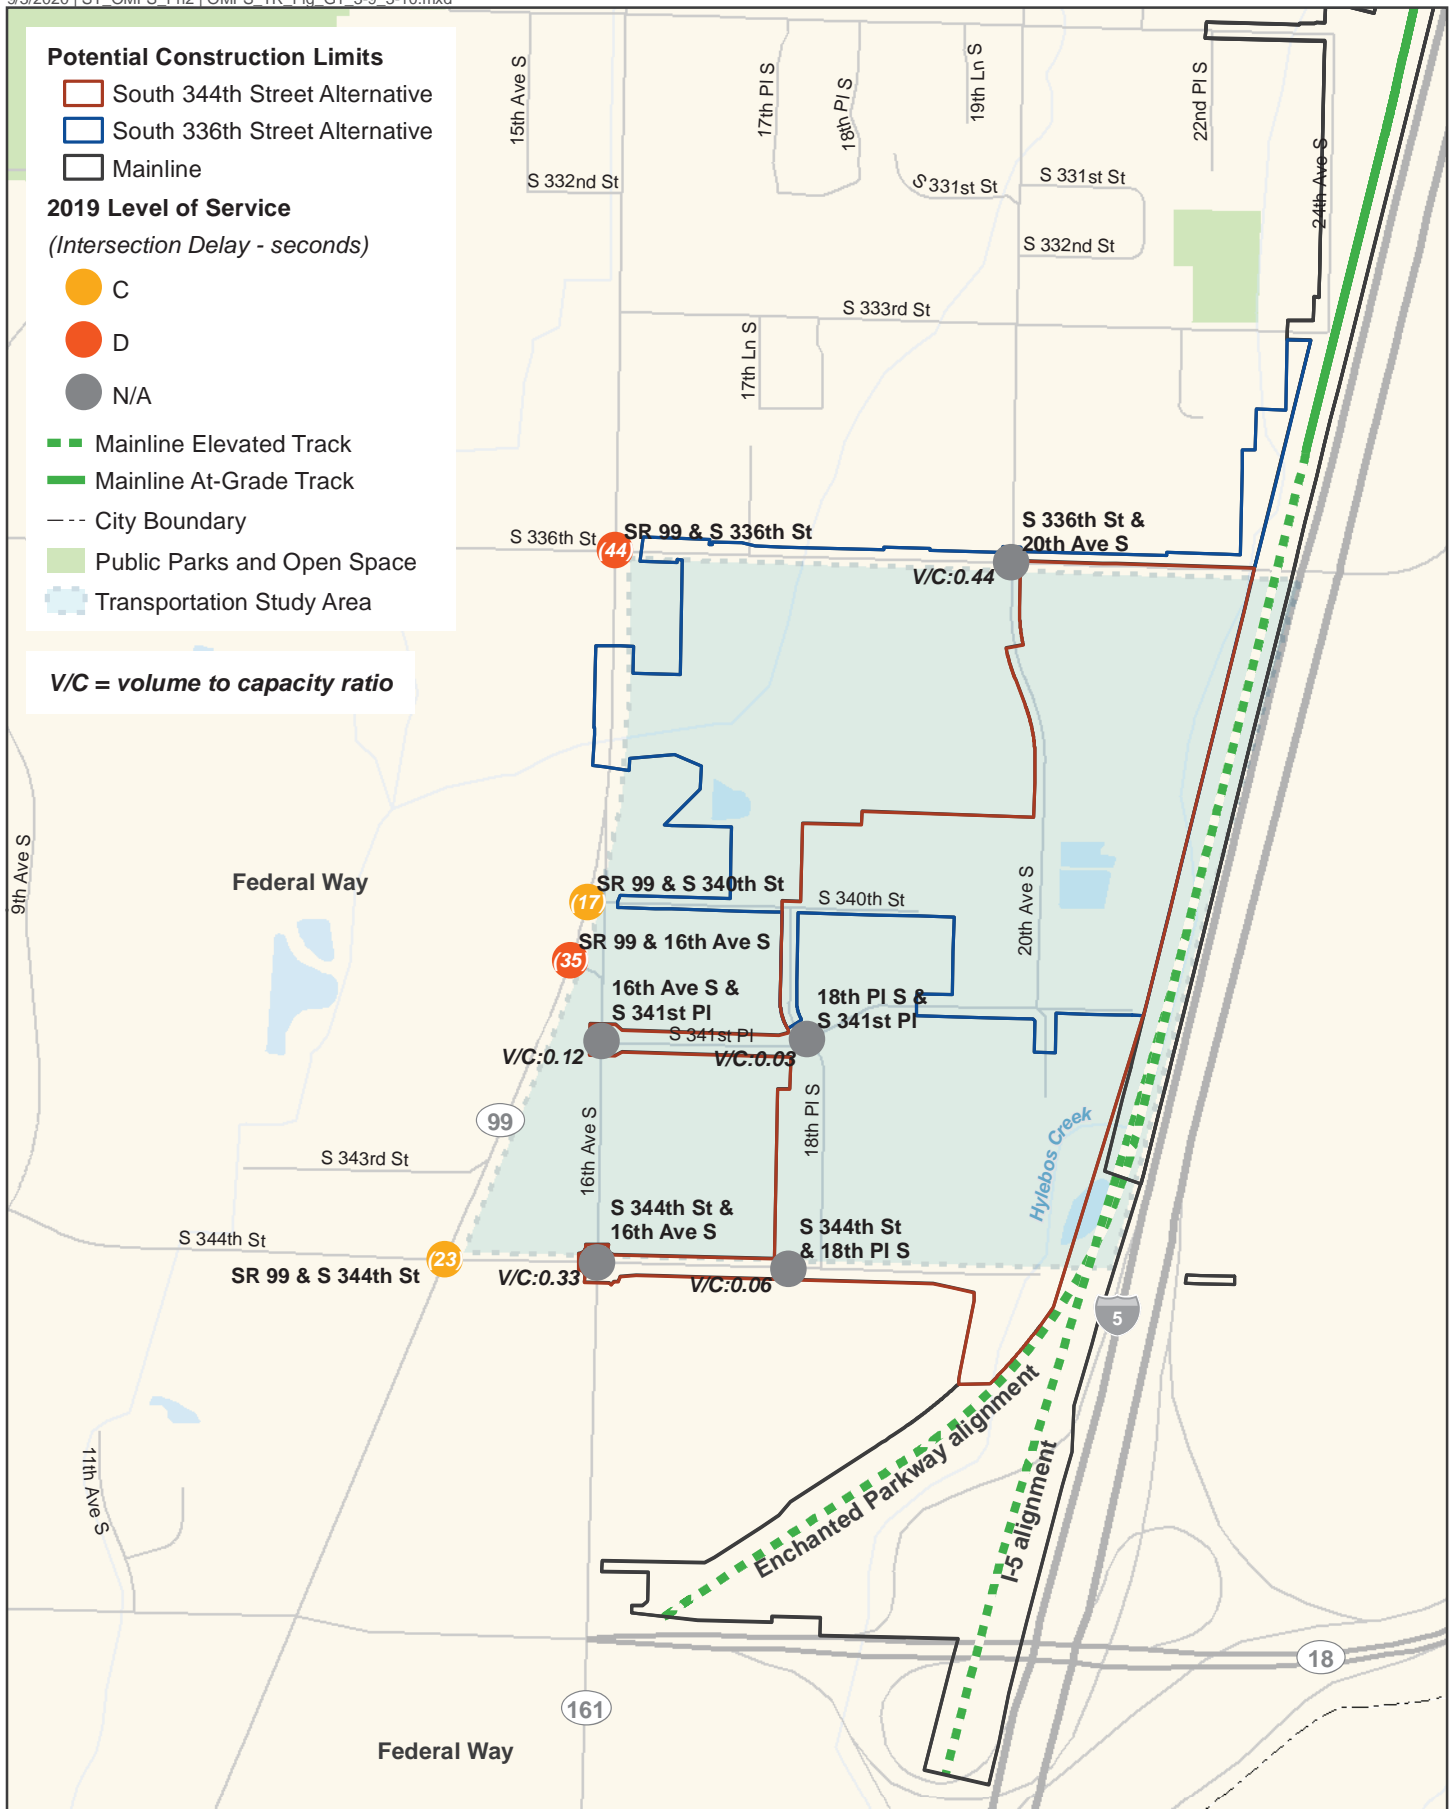 Potential Construction Limits
South 344th Street Alternative
South 336th Street Alternative
Mainline
2019 Level of Service
(Intersection Delay - seconds)
C
D
N/A
Mainline Elevated Track
Mainline At-Grade Track
City Boundary
Public Parks and Open Space
Transportation Study Area
V/C = volume to capacity ratio
15th Ave S
17th Pl S
18th Pl S
19th Ln S
22nd Pl S
24th Ave S
S 332nd St
S 331st St
S 331st St
S 332nd St
S 333rd St
17th Ln S
S 336th St
(44
SR 99 & S 336th St
S 336th St &
20th Ave S
V/C:0.44
9th Ave S
Federal Way
(17
SR 99 & S 340th St
S 340th St
20th Ave S
(35
SR 99 & 16th Ave S
16th Ave S &
S 341st Pl
18th Pl S &
S 341st Pl
S 341st Pl
V/C:0.12
V/C:0.03
99
16th Ave S
18th Pl S
Hylebos Creek
S 343rd St
S 344th St
(23
SR 99 & S 344th St
S 344th St &
16th Ave S
V/C:0.33
S 344th St
& 18th Pl S
V/C:0.06
5
Enchanted Parkway alignment
I-5 alignment
11th Ave S
18
161
Federal Way